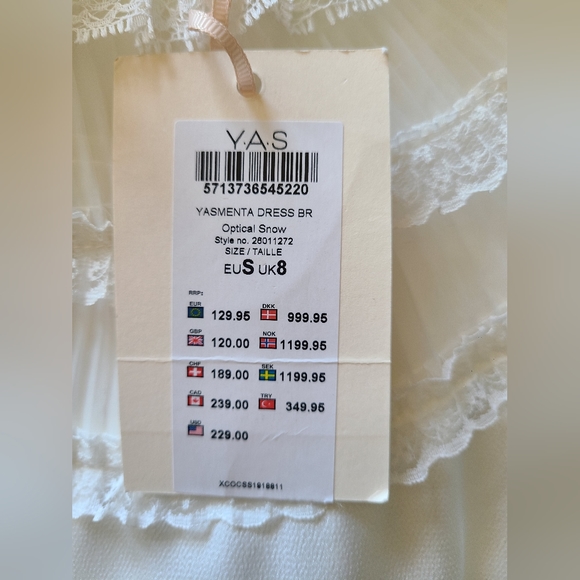 Y.A.S
5713736545220
YASMENTA DRESS BR
Optical Snow
Style no. 26011272
SIZE / TAILLE
EUS UK8
RRP:
EUR 129.95 DKK 999.95
GBP 120.00 NOK 1199.95
CHF 189.00 SEK 1199.95
CAD 239.00 TRY 349.95
USD 229.00